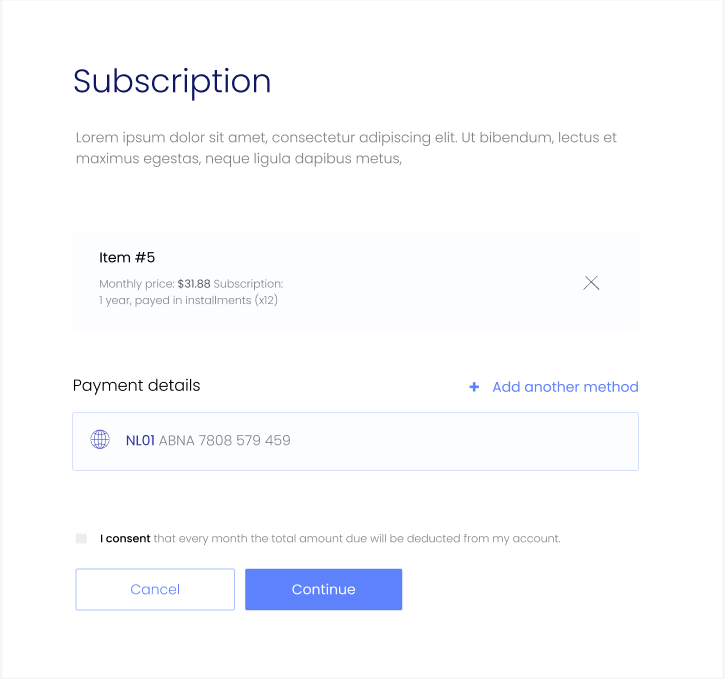 Subscription
Lorem ipsum dolor sit amet, consectetur adipiscing elit. Ut bibendum, lectus et
maximus egestas, neque ligula dapibus metus,
Item #5
Monthly price: $31.88 Subscription:
1 year, payed in installments (x12)
Payment details
+ Add another method
NL01 ABNA 7808 579 459
I consent that every month the total amount due will be deducted from my account.
Cancel
Continue